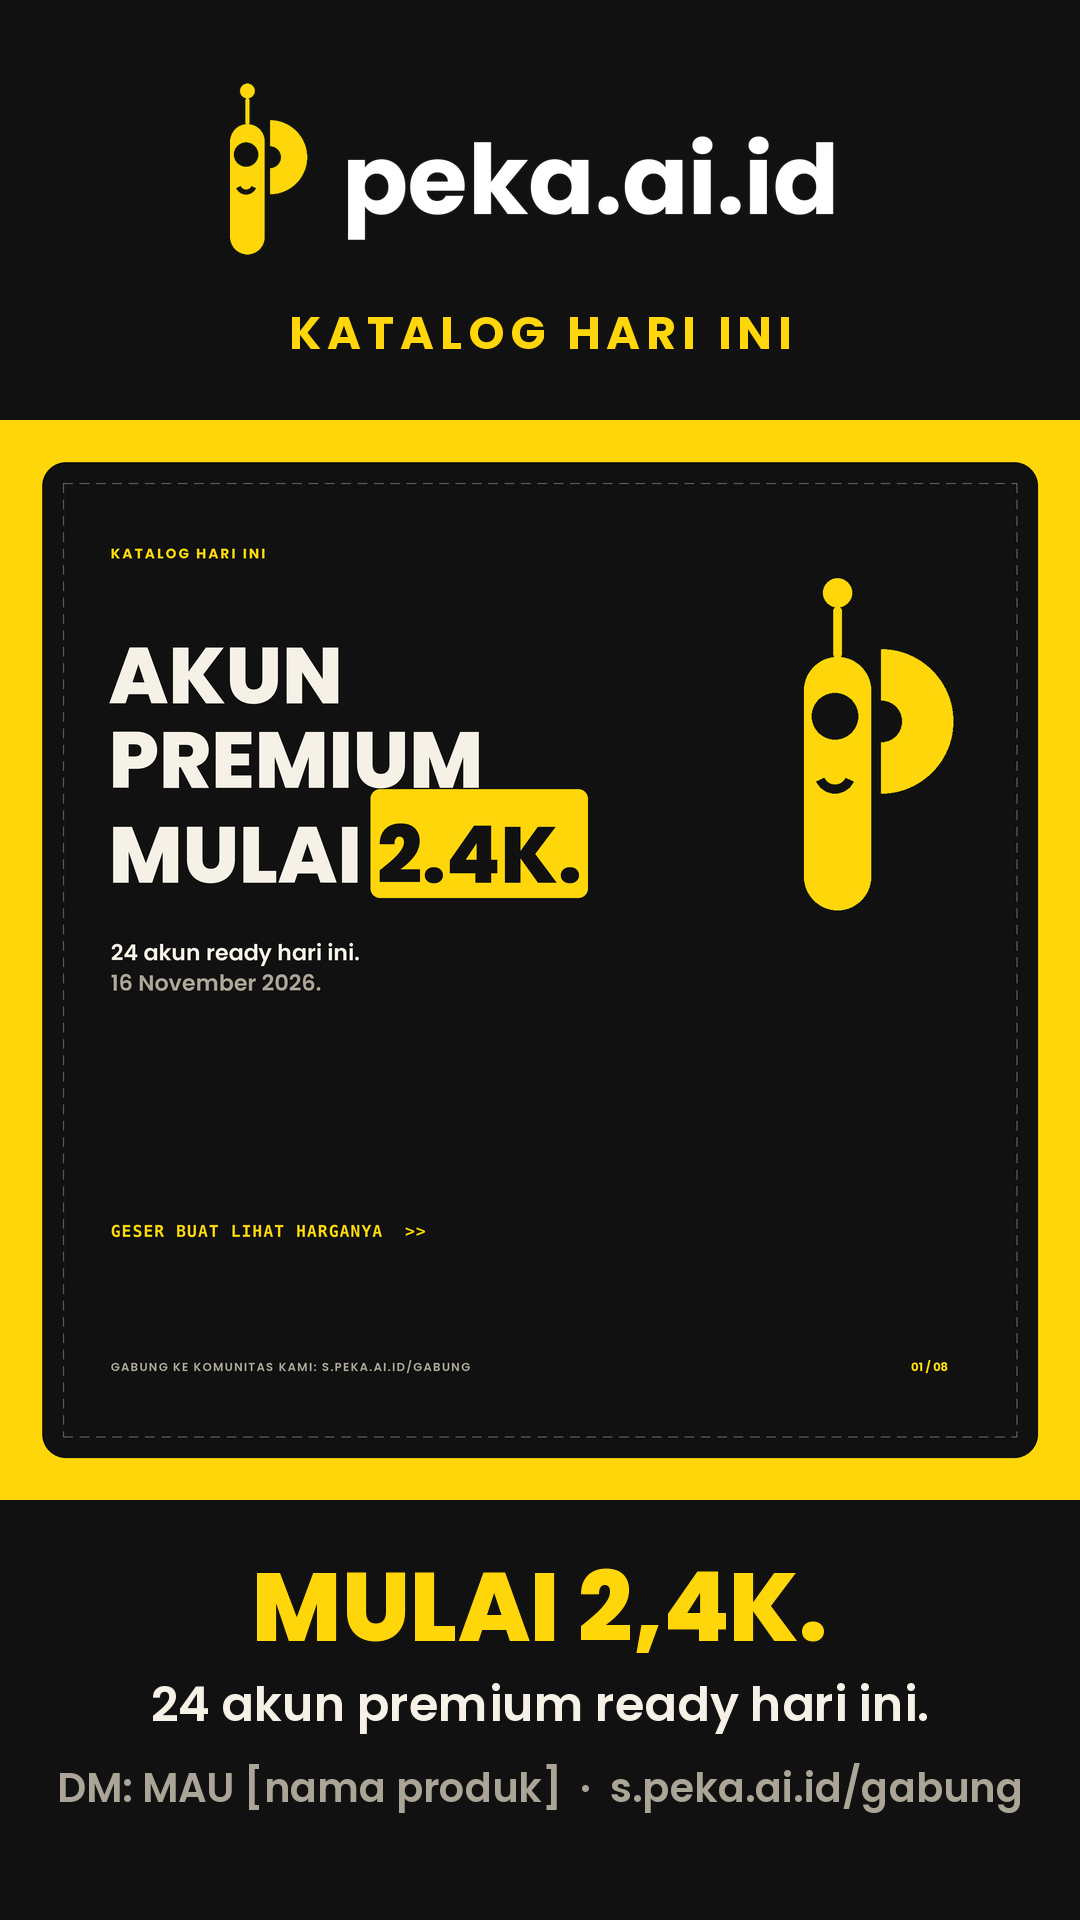 peka.ai.id
KATALOG HARI INI
KATALOG HARI INI
AKUN
PREMIUM
MULAI 2.4K.
24 akun ready hari ini.
16 November 2026.
GESER BUAT LIHAT HARGANYA >>
GABUNG KE KOMUNITAS KAMI: S.PEKA.AI.ID/GABUNG
01 / 08
MULAI 2,4K.
24 akun premium ready hari ini.
DM: MAU [nama produk] · s.peka.ai.id/gabung